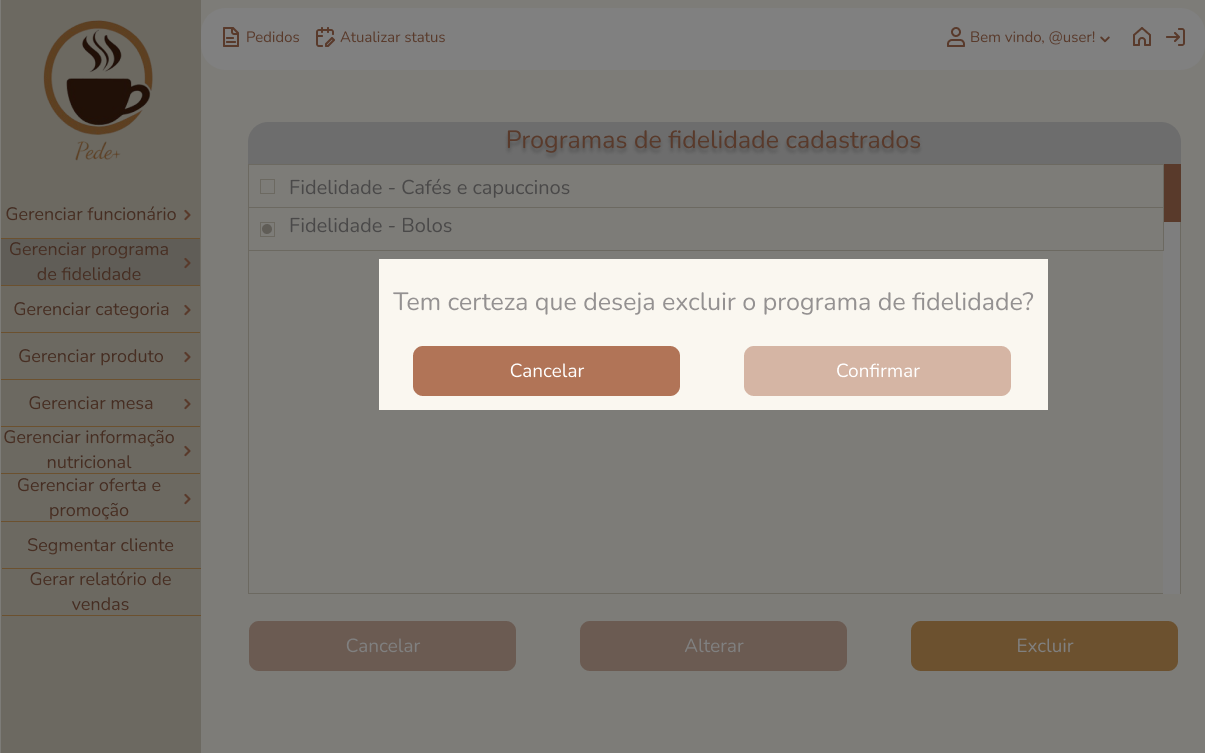 Pede+
Pedidos
Atualizar status
Bem vindo, @user!
Gerenciar funcionário
Gerenciar programa
de fidelidade
Gerenciar categoria
Gerenciar produto
Gerenciar mesa
Gerenciar informação
nutricional
Gerenciar oferta e
promoção
Segmentar cliente
Gerar relatório de
vendas
Programas de fidelidade cadastrados
Fidelidade - Cafés e capuccinos
Fidelidade - Bolos
Tem certeza que deseja excluir o programa de fidelidade?
Cancelar
Confirmar
Cancelar
Alterar
Excluir